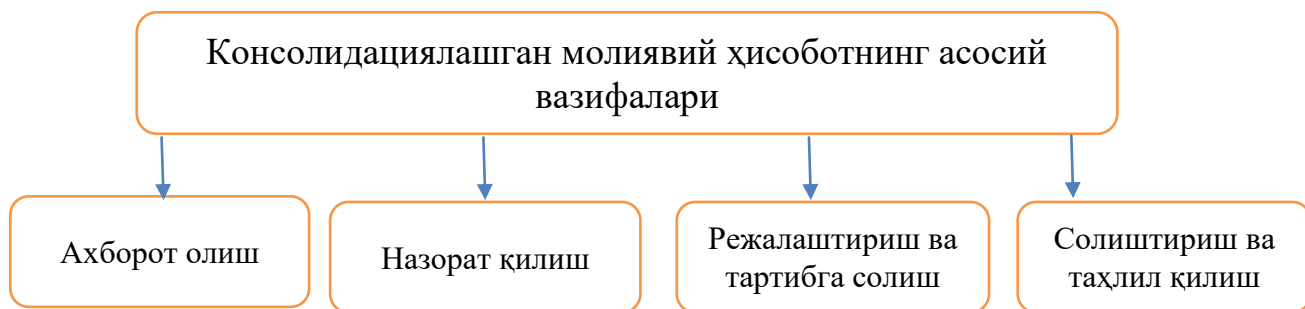 Консолидациялашган молиявий ҳисоботнинг асосий
вазифалари
Ахборот олиш
Назорат қилиш
Режалаштириш ва
тартибга солиш
Солиштириш ва
таҳлил қилиш